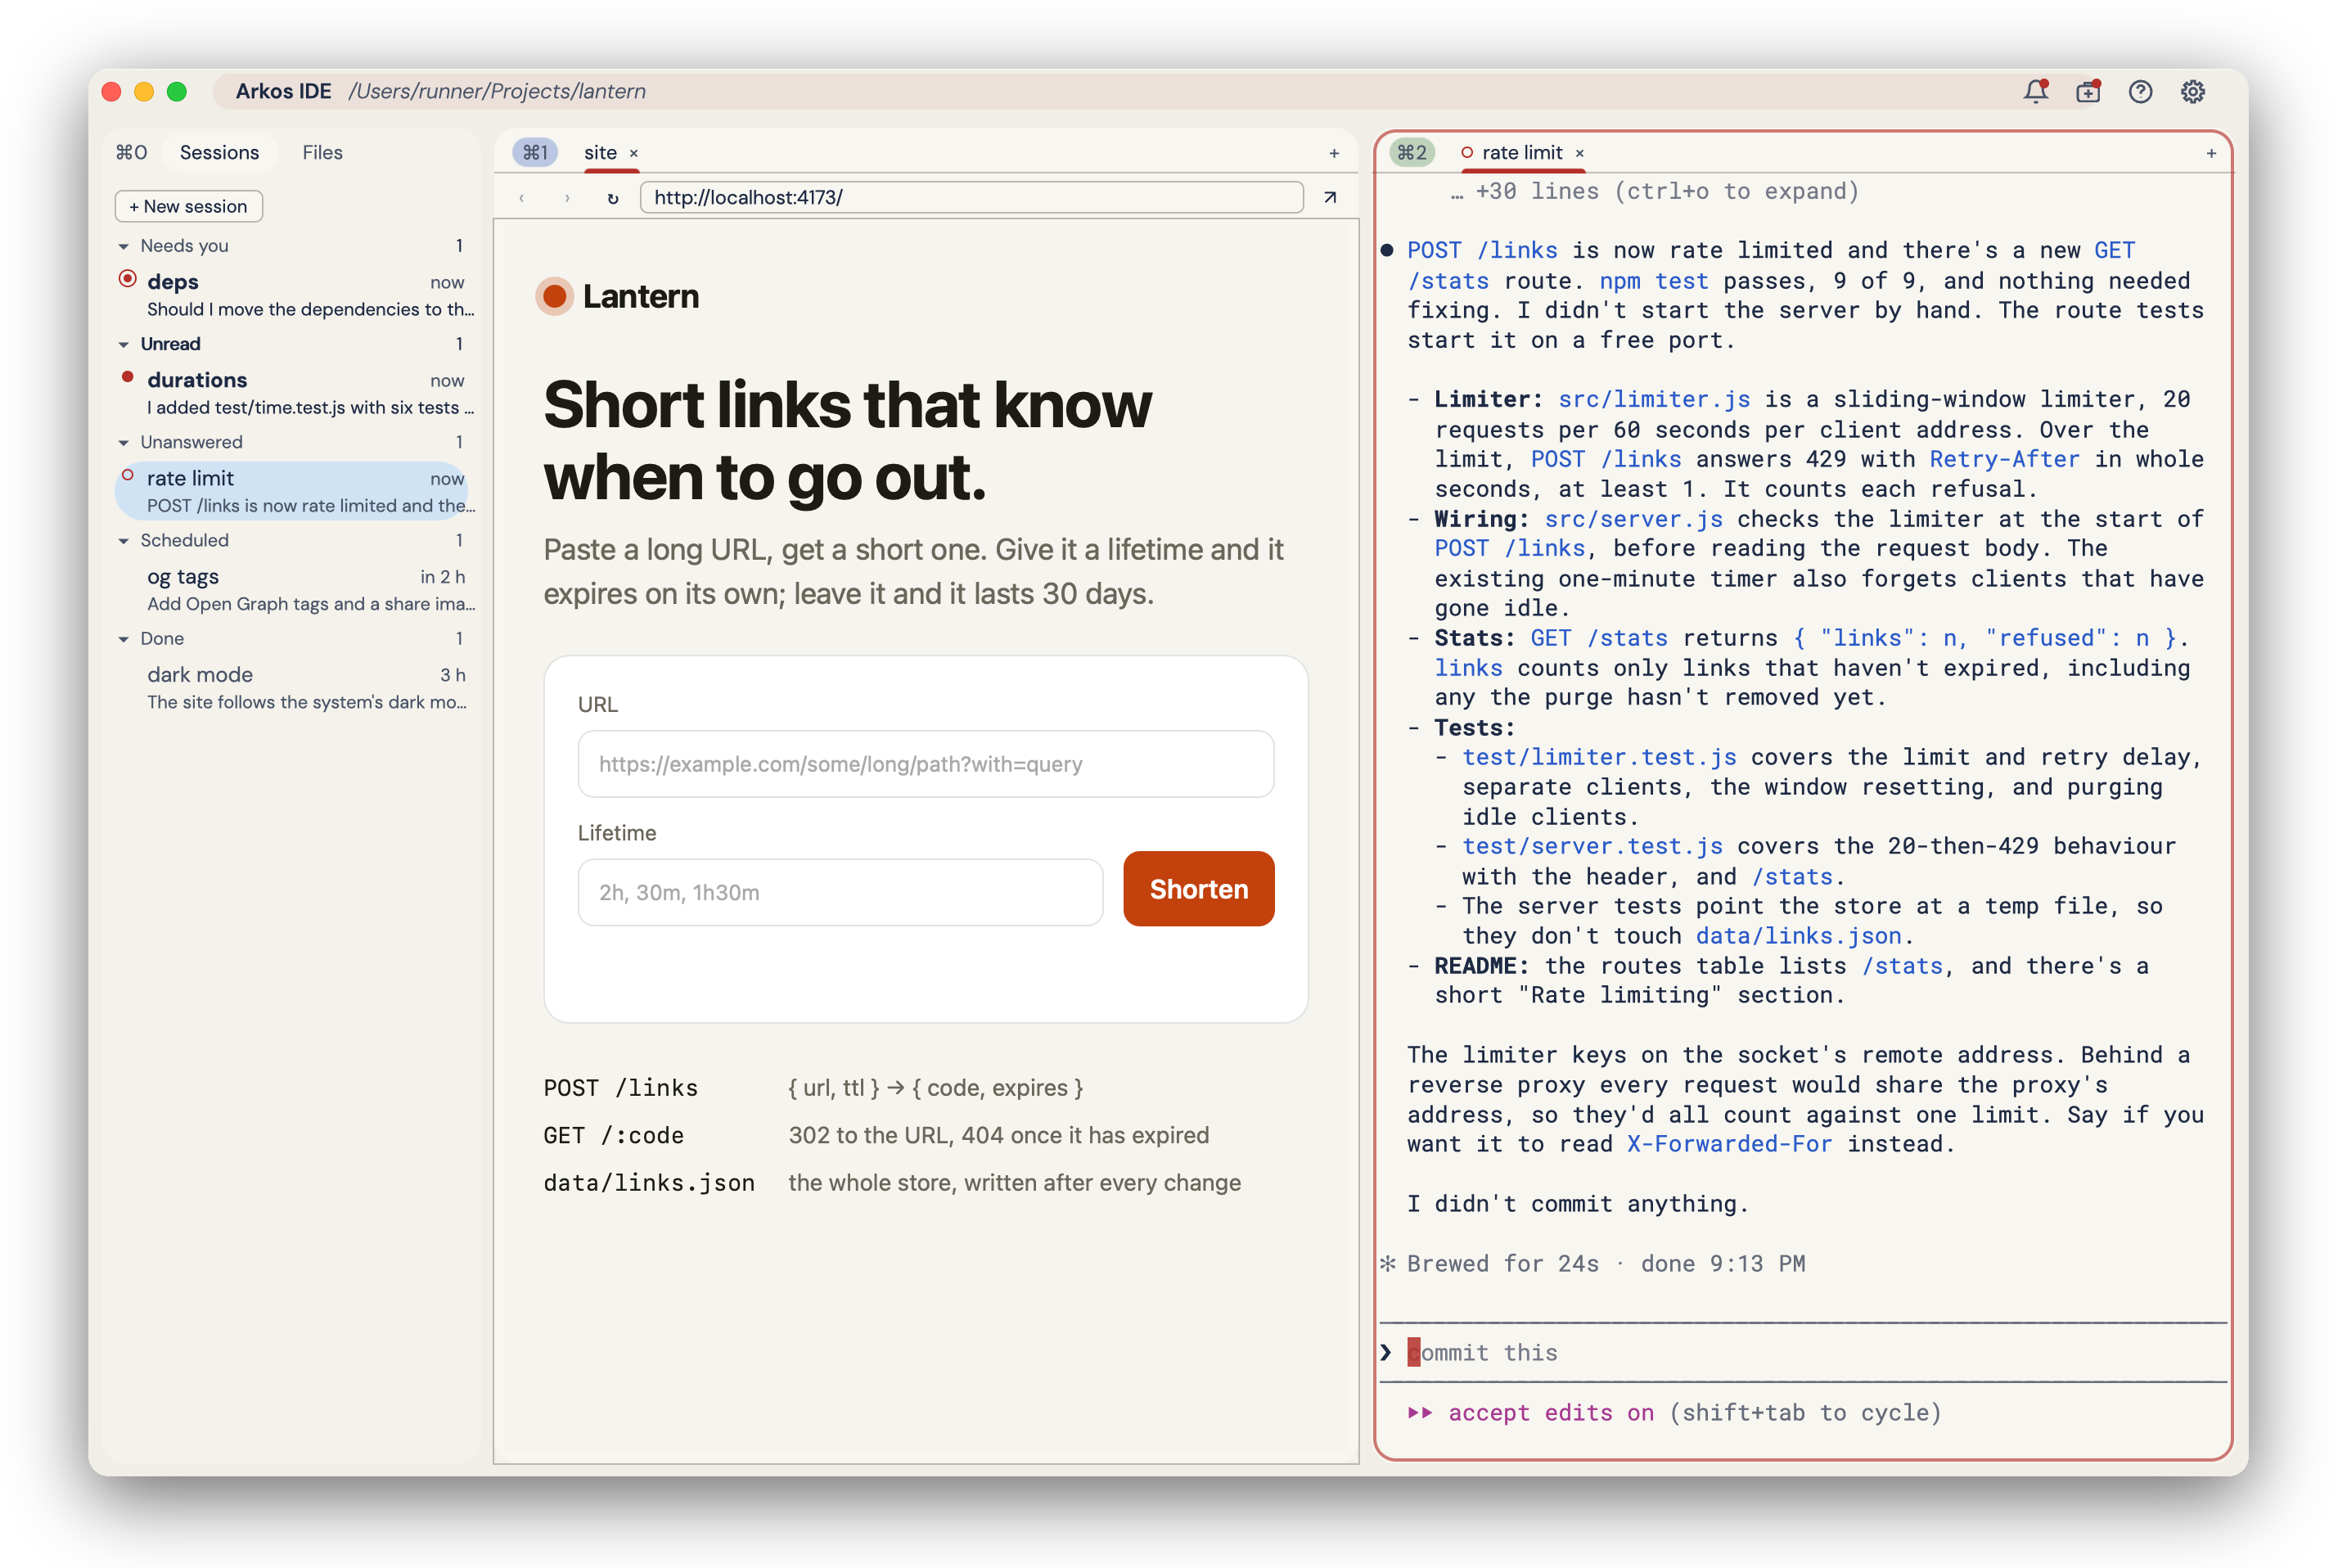 Arkos IDE /Users/runner/Projects/lantern
⌘0 Sessions Files
+ New session
Needs you 1
deps now
Should I move the dependencies to th…
Unread 1
durations now
I added test/time.test.js with six tests …
Unanswered 1
rate limit now
POST /links is now rate limited and the…
Scheduled 1
og tags in 2 h
Add Open Graph tags and a share ima…
Done 1
dark mode 3 h
The site follows the system's dark mo…
⌘1 site × +
http://localhost:4173/
Lantern
Short links that know
when to go out.
Paste a long URL, get a short one. Give it a lifetime and it
expires on its own; leave it and it lasts 30 days.
URL
https://example.com/some/long/path?with=query
Lifetime
2h, 30m, 1h30m
Shorten
POST /links { url, ttl } → { code, expires }
GET /:code 302 to the URL, 404 once it has expired
data/links.json the whole store, written after every change
⌘2 rate limit × +
… +30 lines (ctrl+o to expand)
● POST /links is now rate limited and there's a new GET
/stats route. npm test passes, 9 of 9, and nothing needed
fixing. I didn't start the server by hand. The route tests
start it on a free port.
- Limiter: src/limiter.js is a sliding-window limiter, 20
requests per 60 seconds per client address. Over the
limit, POST /links answers 429 with Retry-After in whole
seconds, at least 1. It counts each refusal.
- Wiring: src/server.js checks the limiter at the start of
POST /links, before reading the request body. The
existing one-minute timer also forgets clients that have
gone idle.
- Stats: GET /stats returns { "links": n, "refused": n }.
links counts only links that haven't expired, including
any the purge hasn't removed yet.
- Tests:
- test/limiter.test.js covers the limit and retry delay,
separate clients, the window resetting, and purging
idle clients.
- test/server.test.js covers the 20-then-429 behaviour
with the header, and /stats.
- The server tests point the store at a temp file, so
they don't touch data/links.json.
- README: the routes table lists /stats, and there's a
short "Rate limiting" section.
The limiter keys on the socket's remote address. Behind a
reverse proxy every request would share the proxy's
address, so they'd all count against one limit. Say if you
want it to read X-Forwarded-For instead.
I didn't commit anything.
✻ Brewed for 24s · done 9:13 PM
❯ commit this
⏵⏵ accept edits on (shift+tab to cycle)